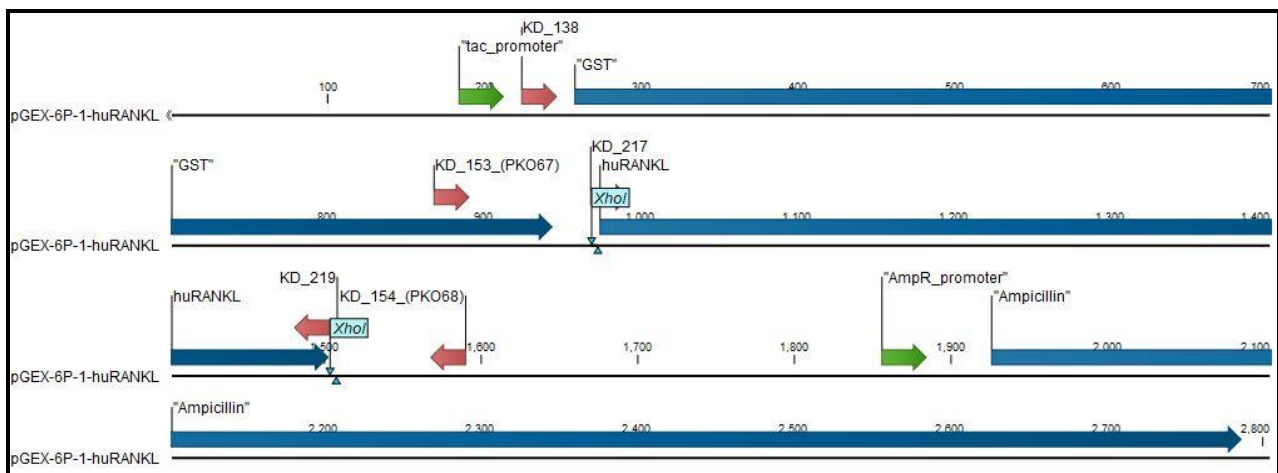 KD_138
"tac_promoter"
"GST"
100 200 300 400 500 600 700
pGEX-6P-1-huRANKL
KD_217
"GST" KD_153_(PKO67) huRANKL
XhoI
800 900 1,000 1,100 1,200 1,300 1,400
pGEX-6P-1-huRANKL
KD_219 "AmpR_promoter"
huRANKL KD_154_(PKO68) "Ampicillin"
XhoI
1,500 1,600 1,700 1,800 1,900 2,000 2,100
pGEX-6P-1-huRANKL
"Ampicillin"
2,200 2,300 2,400 2,500 2,600 2,700 2,800
pGEX-6P-1-huRANKL